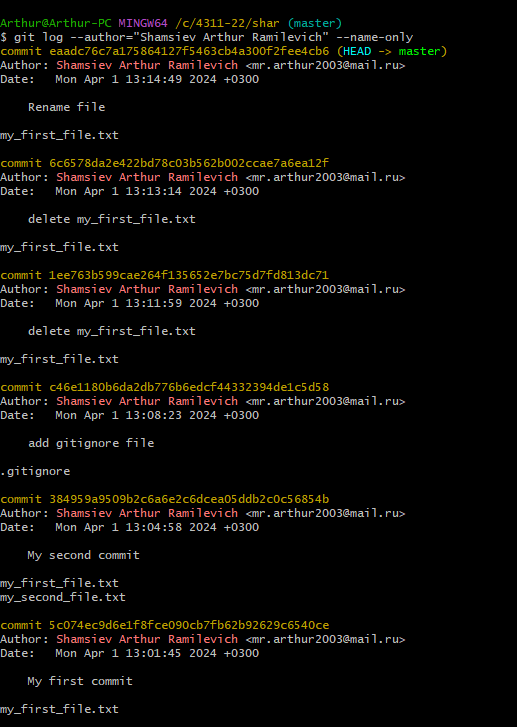 Arthur@Arthur-PC MINGW64 /c/4311-22/shar (master)
$ git log --author="Shamsiev Arthur Ramilevich" --name-only
commit eaadc76c7a175864127f5463cb4a300f2fee4cb6 (HEAD -> master)
Author: Shamsiev Arthur Ramilevich <mr.arthur2003@mail.ru>
Date:   Mon Apr 1 13:14:49 2024 +0300
    Rename file
my_first_file.txt
commit 6c6578da2e422bd78c03b562b002ccae7a6ea12f
Author: Shamsiev Arthur Ramilevich <mr.arthur2003@mail.ru>
Date:   Mon Apr 1 13:13:14 2024 +0300
    delete my_first_file.txt
my_first_file.txt
commit 1ee763b599cae264f135652e7bc75d7fd813dc71
Author: Shamsiev Arthur Ramilevich <mr.arthur2003@mail.ru>
Date:   Mon Apr 1 13:11:59 2024 +0300
    delete my_first_file.txt
my_first_file.txt
commit c46e1180b6da2db776b6edcf44332394de1c5d58
Author: Shamsiev Arthur Ramilevich <mr.arthur2003@mail.ru>
Date:   Mon Apr 1 13:08:23 2024 +0300
    add gitignore file
.gitignore
commit 384959a9509b2c6a6e2c6dcea05ddb2c0c56854b
Author: Shamsiev Arthur Ramilevich <mr.arthur2003@mail.ru>
Date:   Mon Apr 1 13:04:58 2024 +0300
    My second commit
my_first_file.txt
my_second_file.txt
commit 5c074ec9d6e1f8fce090cb7fb62b92629c6540ce
Author: Shamsiev Arthur Ramilevich <mr.arthur2003@mail.ru>
Date:   Mon Apr 1 13:01:45 2024 +0300
    My first commit
my_first_file.txt